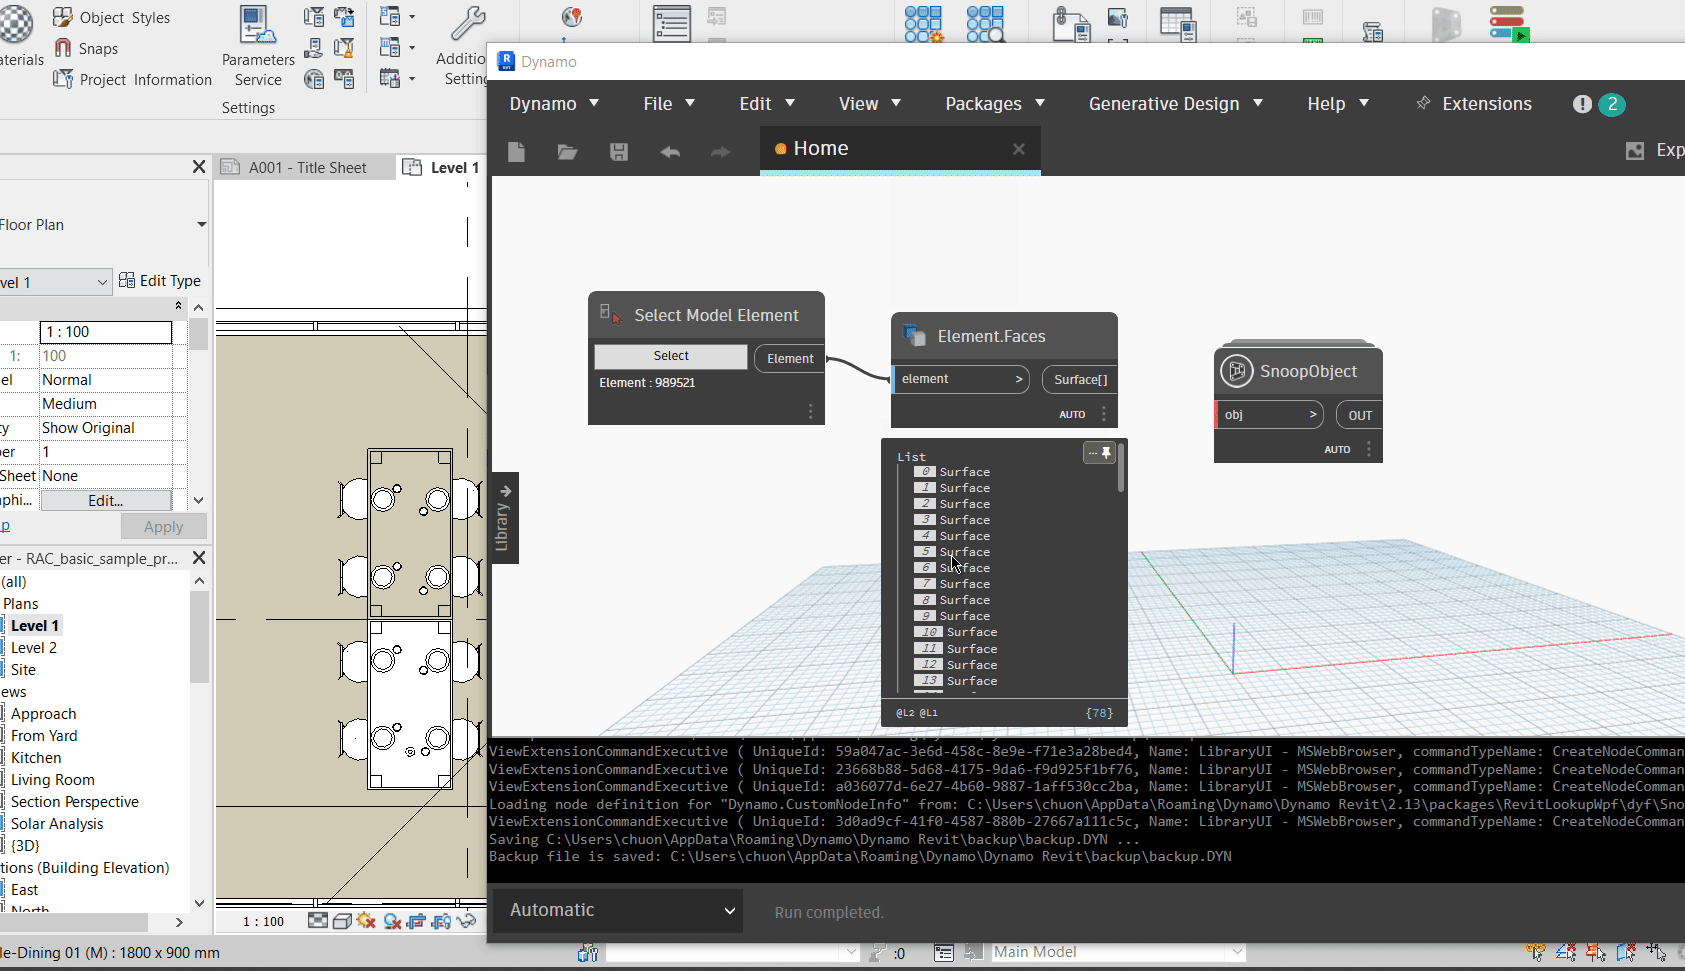 Object Styles
Snaps
Project Information
aterials
Parameters
Service
Additio
Setting
Settings
Dynamo
Dynamo
File
Edit
View
Packages
Generative Design
Help
Extensions
2
Home
Exp
A001 - Title Sheet
Level 1
Floor Plan
vel 1
Edit Type
1 : 100
1:
100
el
Normal
Medium
ty
Show Original
ber
1
Sheet
None
aphi...
Edit...
p
Apply
er - RAC_basic_sample_pr...
(all)
Plans
Level 1
Level 2
Site
ews
Approach
From Yard
Kitchen
Living Room
Section Perspective
Solar Analysis
{3D}
tions (Building Elevation)
East
North
Select Model Element
Select
Element
Element : 989521
Element.Faces
element
>
Surface[]
AUTO
SnoopObject
obj
>
OUT
AUTO
Library
List
0 Surface
1 Surface
2 Surface
3 Surface
4 Surface
5 Surface
6 Surface
7 Surface
8 Surface
9 Surface
10 Surface
11 Surface
12 Surface
13 Surface
@L2 @L1
{78}
ViewExtensionCommandExecutive ( UniqueId: 59a047ac-3e6d-458c-8e9e-f71e3a28bed4, Name: LibraryUI - MSWebBrowser, commandTypeName: CreateNodeComman
ViewExtensionCommandExecutive ( UniqueId: 23668b88-5d68-4175-9da6-f9d925f1bf76, Name: LibraryUI - MSWebBrowser, commandTypeName: CreateNodeComman
ViewExtensionCommandExecutive ( UniqueId: a036077d-6e27-4b60-9887-1aff530cc2ba, Name: LibraryUI - MSWebBrowser, commandTypeName: CreateNodeComman
Loading node definition for "Dynamo.CustomNodeInfo" from: C:\Users\chuon\AppData\Roaming\Dynamo\Dynamo Revit\2.13\packages\RevitLookupWpf\dyf\Sno
ViewExtensionCommandExecutive ( UniqueId: 3d0ad9cf-41f0-4587-880b-27667a111c5c, Name: LibraryUI - MSWebBrowser, commandTypeName: CreateNodeComman
Saving C:\Users\chuon\AppData\Roaming\Dynamo\Dynamo Revit\backup\backup.DYN ...
Backup file is saved: C:\Users\chuon\AppData\Roaming\Dynamo\Dynamo Revit\backup\backup.DYN
Automatic
Run completed.
1 : 100
le-Dining 01 (M) : 1800 x 900 mm
:0
Main Model